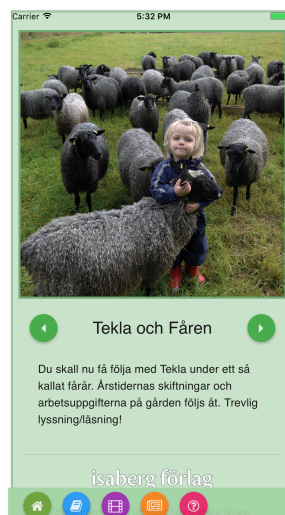 Carrier 5:32 PM
Tekla och Fåren
Du skall nu få följa med Tekla under ett så
kallat fårår. Årstidernas skiftningar och
arbetsuppgifterna på gården följs åt. Trevlig
lyssning/läsning!
isaberg förlag